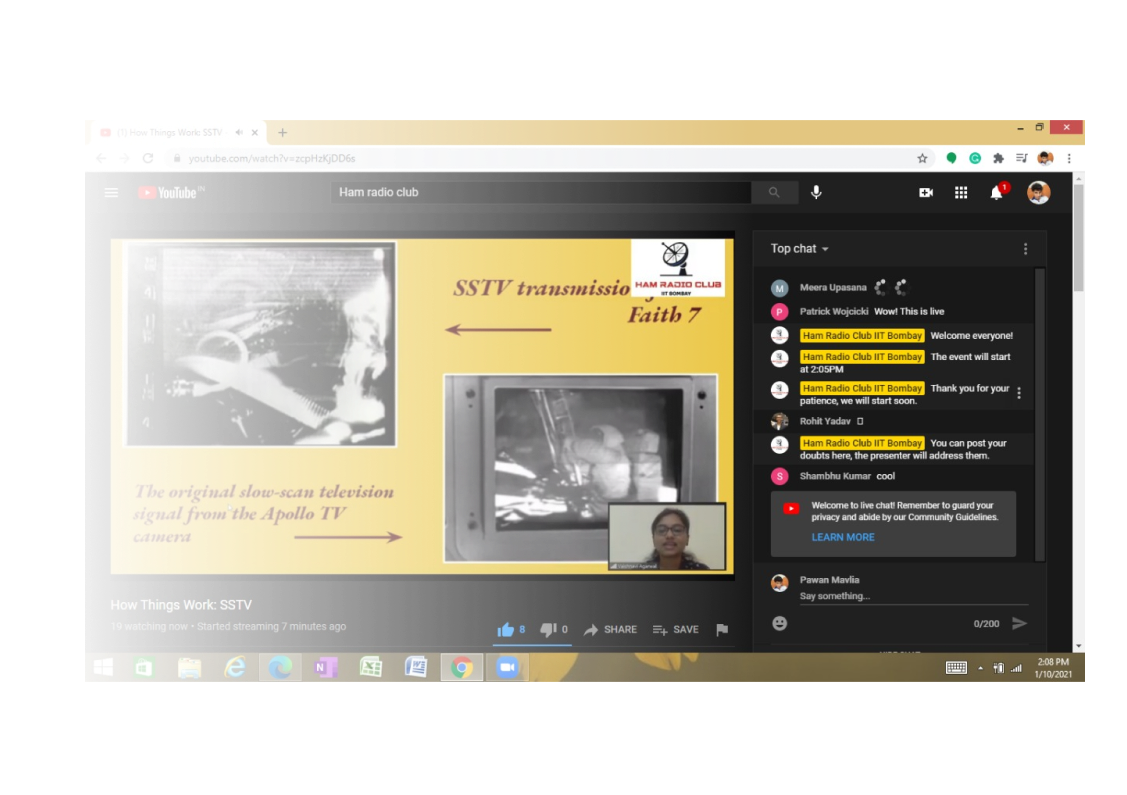 (1) How Things Work: SSTV
youtube.com/watch?v=zcpHzKjDD6s
YouTube IN
Ham radio club
1
SSTV transmissio
Faith 7
HAM RADIO CLUB
IIT BOMBAY
The original slow-scan television
signal from the Apollo TV
camera
How Things Work: SSTV
19 watching now • Started streaming 7 minutes ago
8
0
SHARE
SAVE
Top chat
M Meera Upasana
P Patrick Wojcicki Wow! This is live
Ham Radio Club IIT Bombay Welcome everyone!
Ham Radio Club IIT Bombay The event will start
at 2:05PM
Ham Radio Club IIT Bombay Thank you for your
patience, we will start soon.
Rohit Yadav
Ham Radio Club IIT Bombay You can post your
doubts here, the presenter will address them.
S Shambhu Kumar cool
Welcome to live chat! Remember to guard your
privacy and abide by our Community Guidelines.
LEARN MORE
Pawan Mavlia
Say something...
0/200
2:08 PM
1/10/2021